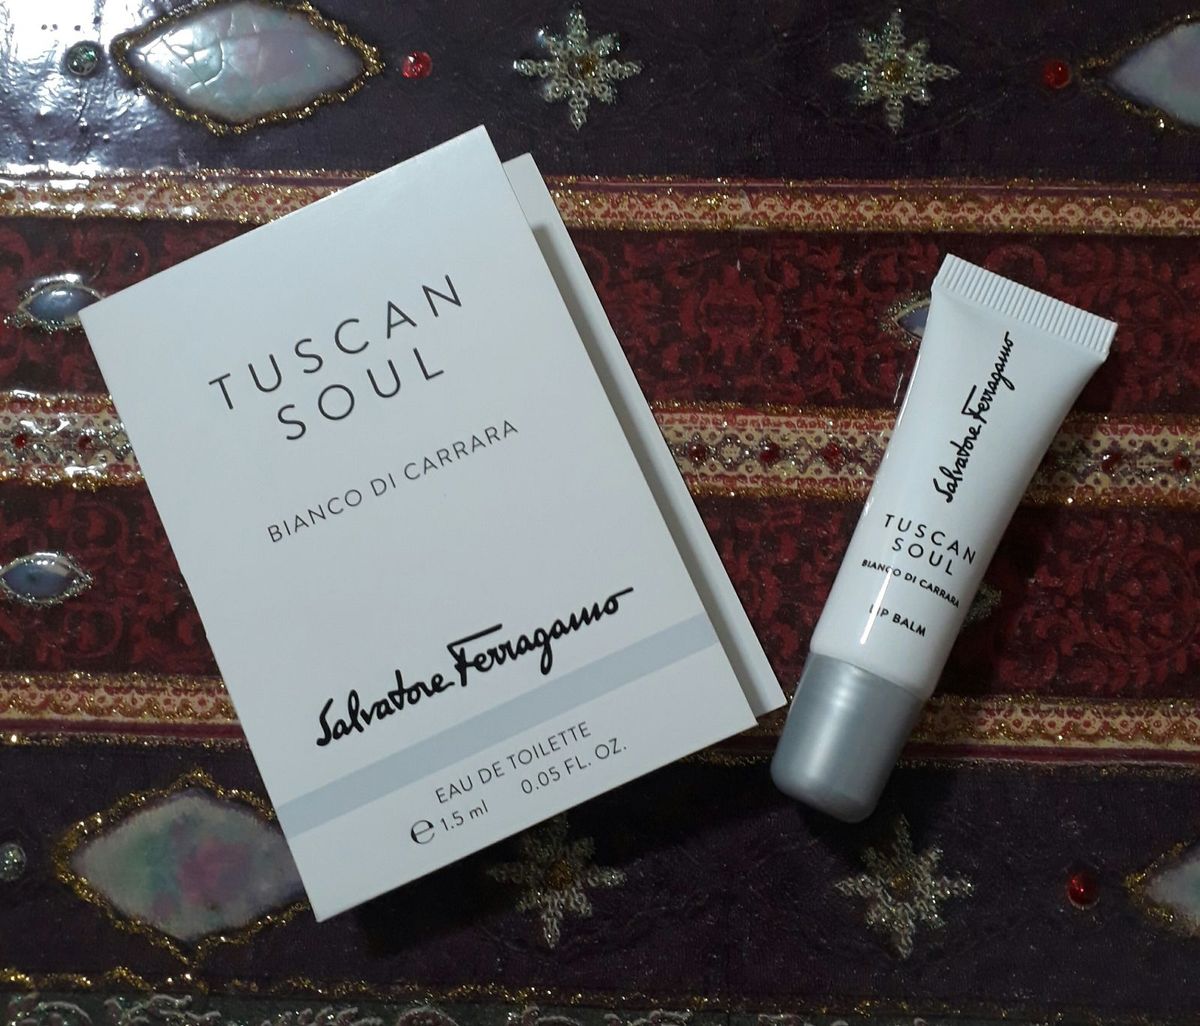 TUSCAN
SOUL
BIANCO DI CARRARA
Salvatore Ferragamo
EAU DE TOILETTE
℮ 1.5 ml 0.05 FL. OZ.
Salvatore Ferragamo
TUSCAN
SOUL
BIANCO DI CARRARA
LIP BALM